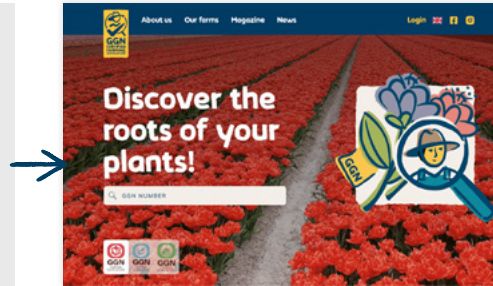 About us Our farms Magazine News Login
GGN
Discover the
roots of your
plants!
GGN NUMBER
GGN
GGN GGN GGN